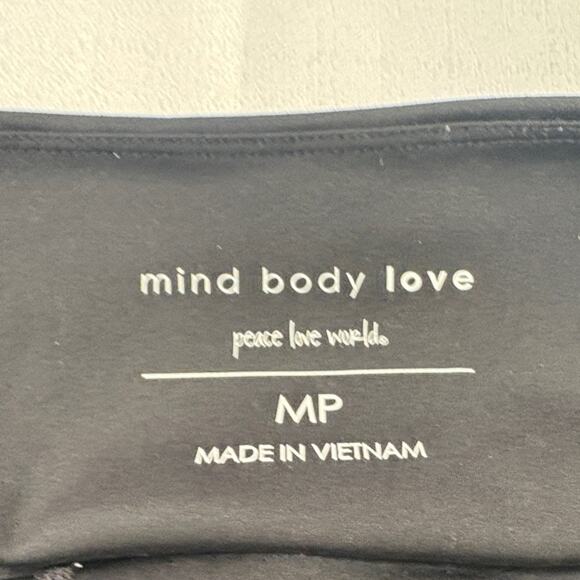 mind body love
peace love world®
MP
MADE IN VIETNAM